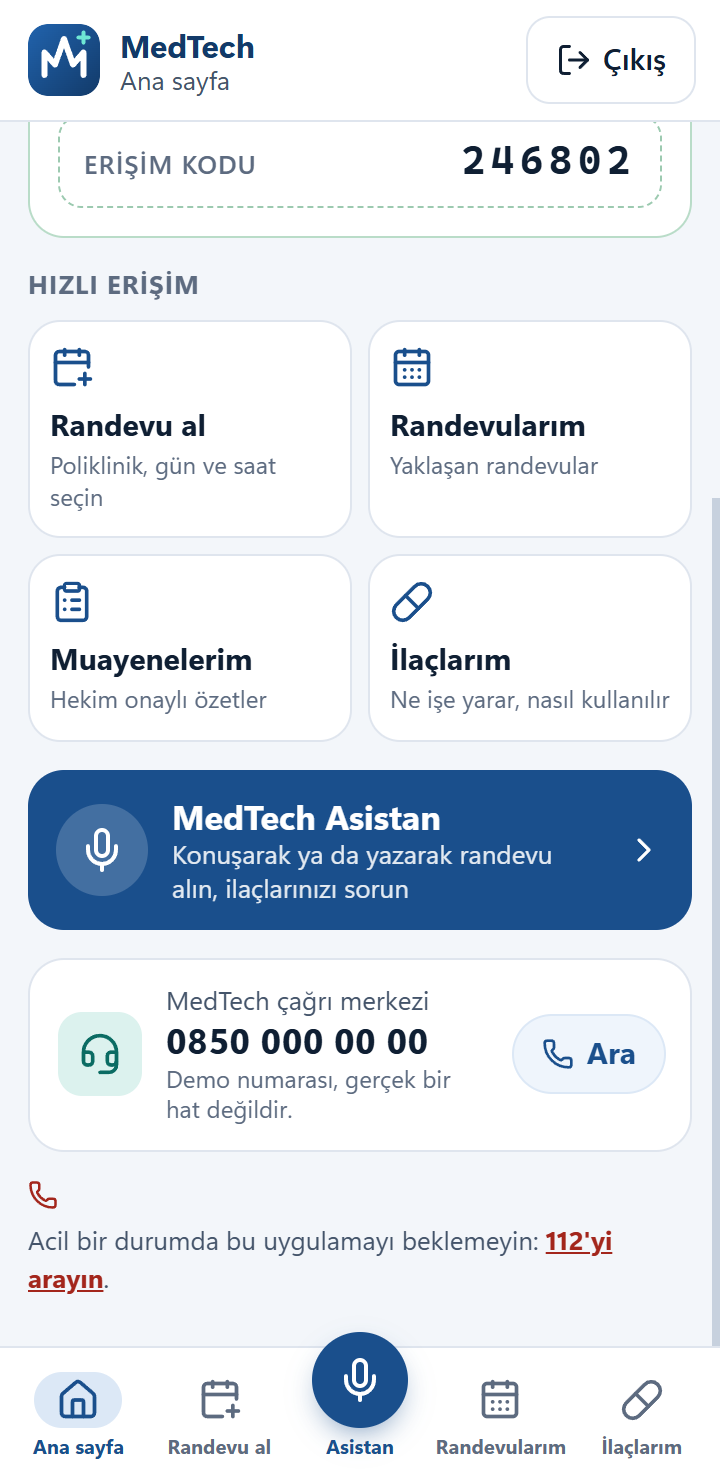 MedTech
Ana sayfa
Çıkış
ERİŞİM KODU
246802
HIZLI ERİŞİM
Randevu al
Poliklinik, gün ve saat
seçin
Randevularım
Yaklaşan randevular
Muayenelerim
Hekim onaylı özetler
İlaçlarım
Ne işe yarar, nasıl kullanılır
MedTech Asistan
Konuşarak ya da yazarak randevu
alın, ilaçlarınızı sorun
MedTech çağrı merkezi
0850 000 00 00
Demo numarası, gerçek bir
hat değildir.
Ara
Acil bir durumda bu uygulamayı beklemeyin: 112'yi
arayın.
Ana sayfa
Randevu al
Asistan
Randevularım
İlaçlarım